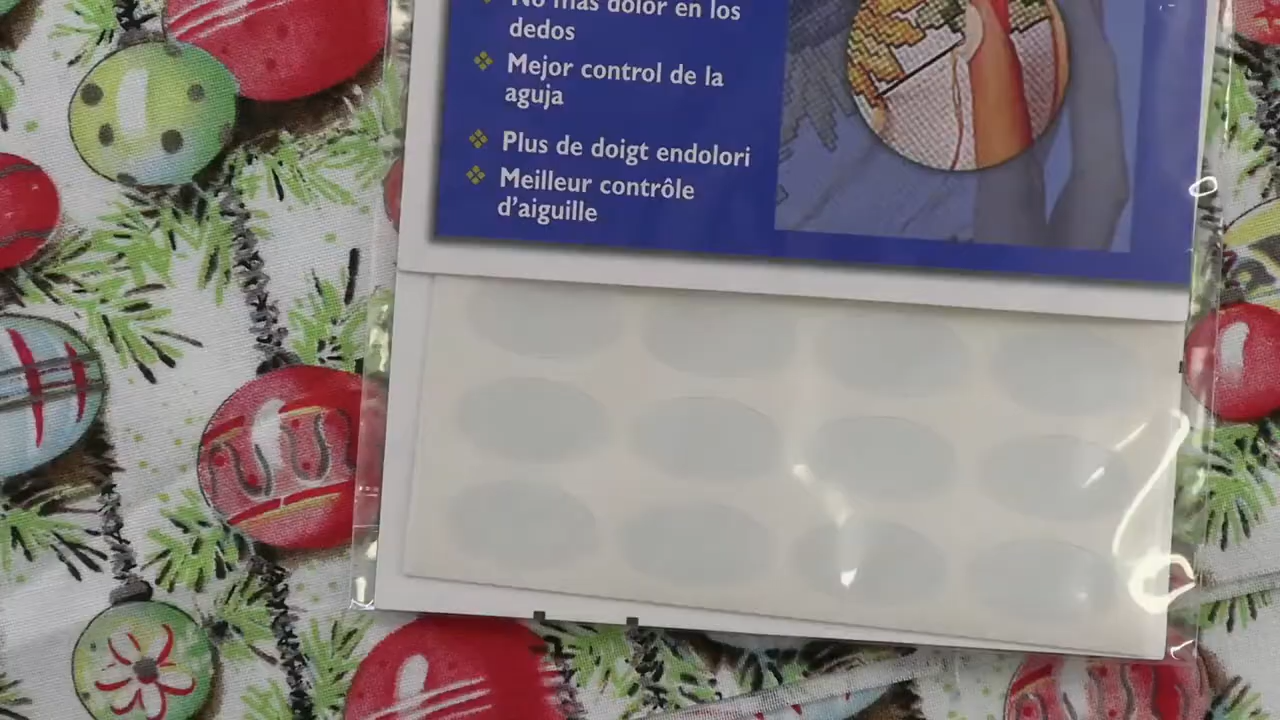 No más dolor en los
dedos
Mejor control de la
aguja
Plus de doigt endolori
Meilleur contrôle
d'aiguille